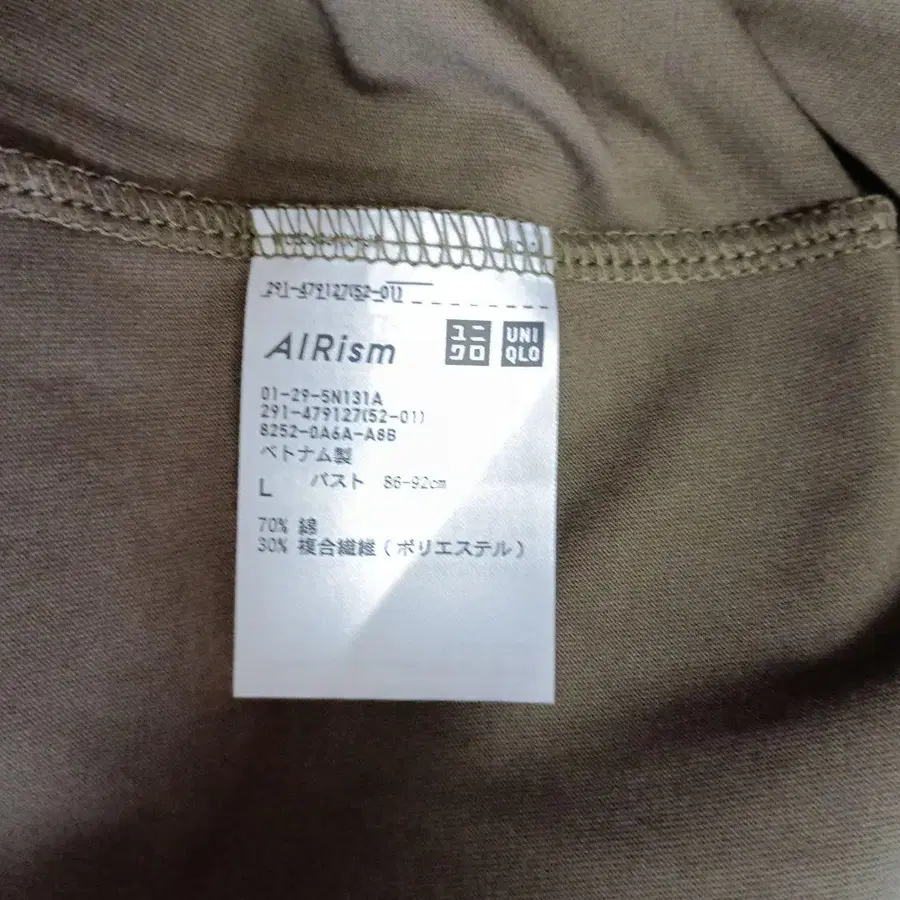 291-479127(52-01)
AIRism
ユニクロ
UNIQLO
01-29-5N131A
291-479127(52-01)
8252-0A6A-A8B
ベトナム製
L バスト 86-92cm
70% 綿
30% 複合繊維 (ポリエステル)